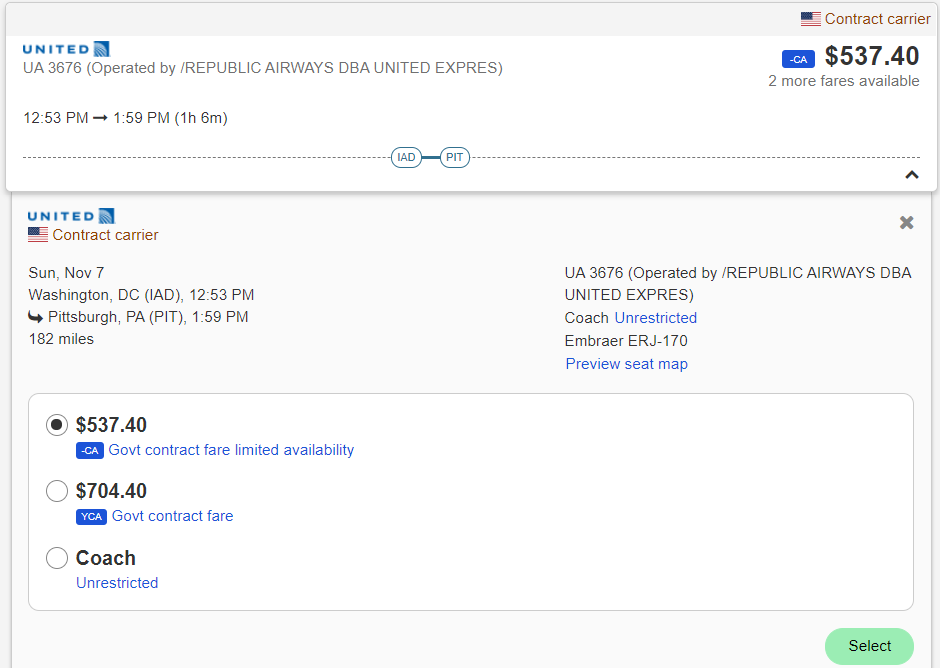 Contract carrier
UNITED
UA 3676 (Operated by /REPUBLIC AIRWAYS DBA UNITED EXPRES)
-CA $537.40
2 more fares available
12:53 PM ➞ 1:59 PM (1h 6m)
IAD PIT
UNITED
Contract carrier
Sun, Nov 7
Washington, DC (IAD), 12:53 PM
Pittsburgh, PA (PIT), 1:59 PM
182 miles
UA 3676 (Operated by /REPUBLIC AIRWAYS DBA
UNITED EXPRES)
Coach Unrestricted
Embraer ERJ-170
Preview seat map
$537.40
-CA Govt contract fare limited availability
$704.40
YCA Govt contract fare
Coach
Unrestricted
Select